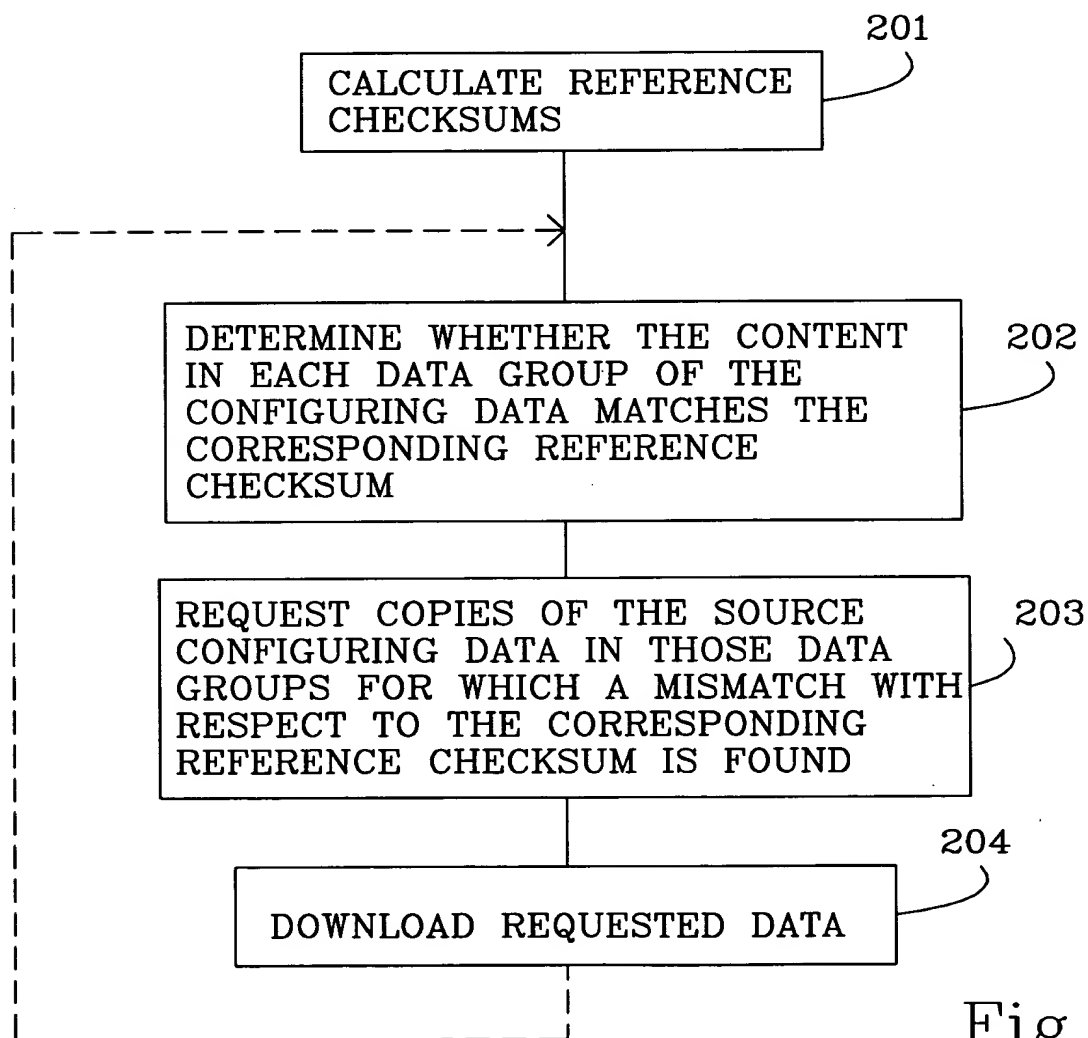 201
CALCULATE REFERENCE
CHECKSUMS
DETERMINE WHETHER THE CONTENT
IN EACH DATA GROUP OF THE
CONFIGURING DATA MATCHES THE
CORRESPONDING REFERENCE
CHECKSUM
202
REQUEST COPIES OF THE SOURCE
CONFIGURING DATA IN THOSE DATA
GROUPS FOR WHICH A MISMATCH WITH
RESPECT TO THE CORRESPONDING
REFERENCE CHECKSUM IS FOUND
203
204
DOWNLOAD REQUESTED DATA
Fig